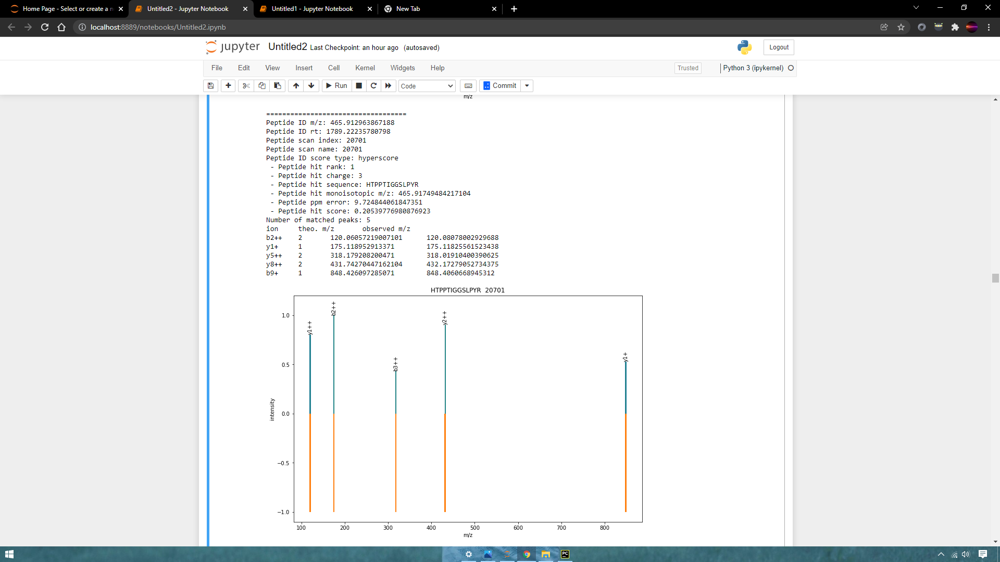 Home Page - Select or create a n
Untitled2 - Jupyter Notebook
Untitled1 - Jupyter Notebook
New Tab
localhost:8889/notebooks/Untitled2.ipynb
jupyter Untitled2 Last Checkpoint: an hour ago (autosaved)
Logout
File Edit View Insert Cell Kernel Widgets Help
Trusted
Python 3 (ipykernel)
Run
Code
Commit
m/z
===================================
Peptide ID m/z: 465.912963867188
Peptide ID rt: 1789.22235780798
Peptide scan index: 20701
Peptide scan name: 20701
Peptide ID score type: hyperscore
- Peptide hit rank: 1
- Peptide hit charge: 3
- Peptide hit sequence: HTPPTIGGSLPYR
- Peptide hit monoisotopic m/z: 465.91749484217104
- Peptide ppm error: 9.724844061847351
- Peptide hit score: 0.20539776980876923
Number of matched peaks: 5
ion theo. m/z observed m/z
b2++ 2 120.06057219007101 120.08078002929688
y1+ 1 175.118952913371 175.11825561523438
y5++ 2 318.179208200471 318.01910400390625
y8++ 2 431.74270447162104 432.17279052734375
b9+ 1 848.426097285071 848.4060668945312
HTPPTIGGSLPYR 20701
y1++
b2++
b3++
y2++
y1+
1.0
0.5
0.0
−0.5
−1.0
intensity
100 200 300 400 500 600 700 800
m/z
PC